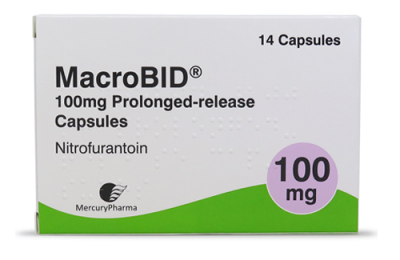 14 Capsules
MacroBID®
100mg Prolonged-release
Capsules
Nitrofurantoin
100
mg
MercuryPharma